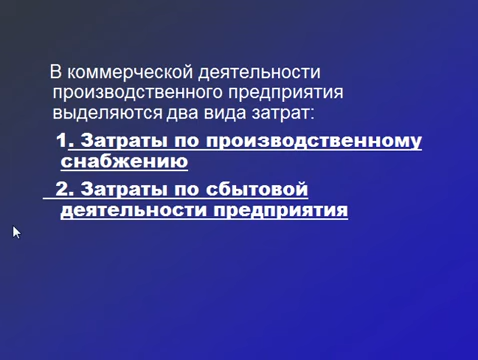 В коммерческой деятельности
производственного предприятия
выделяются два вида затрат:
1. Затраты по производственному
снабжению
2. Затраты по сбытовой
деятельности предприятия